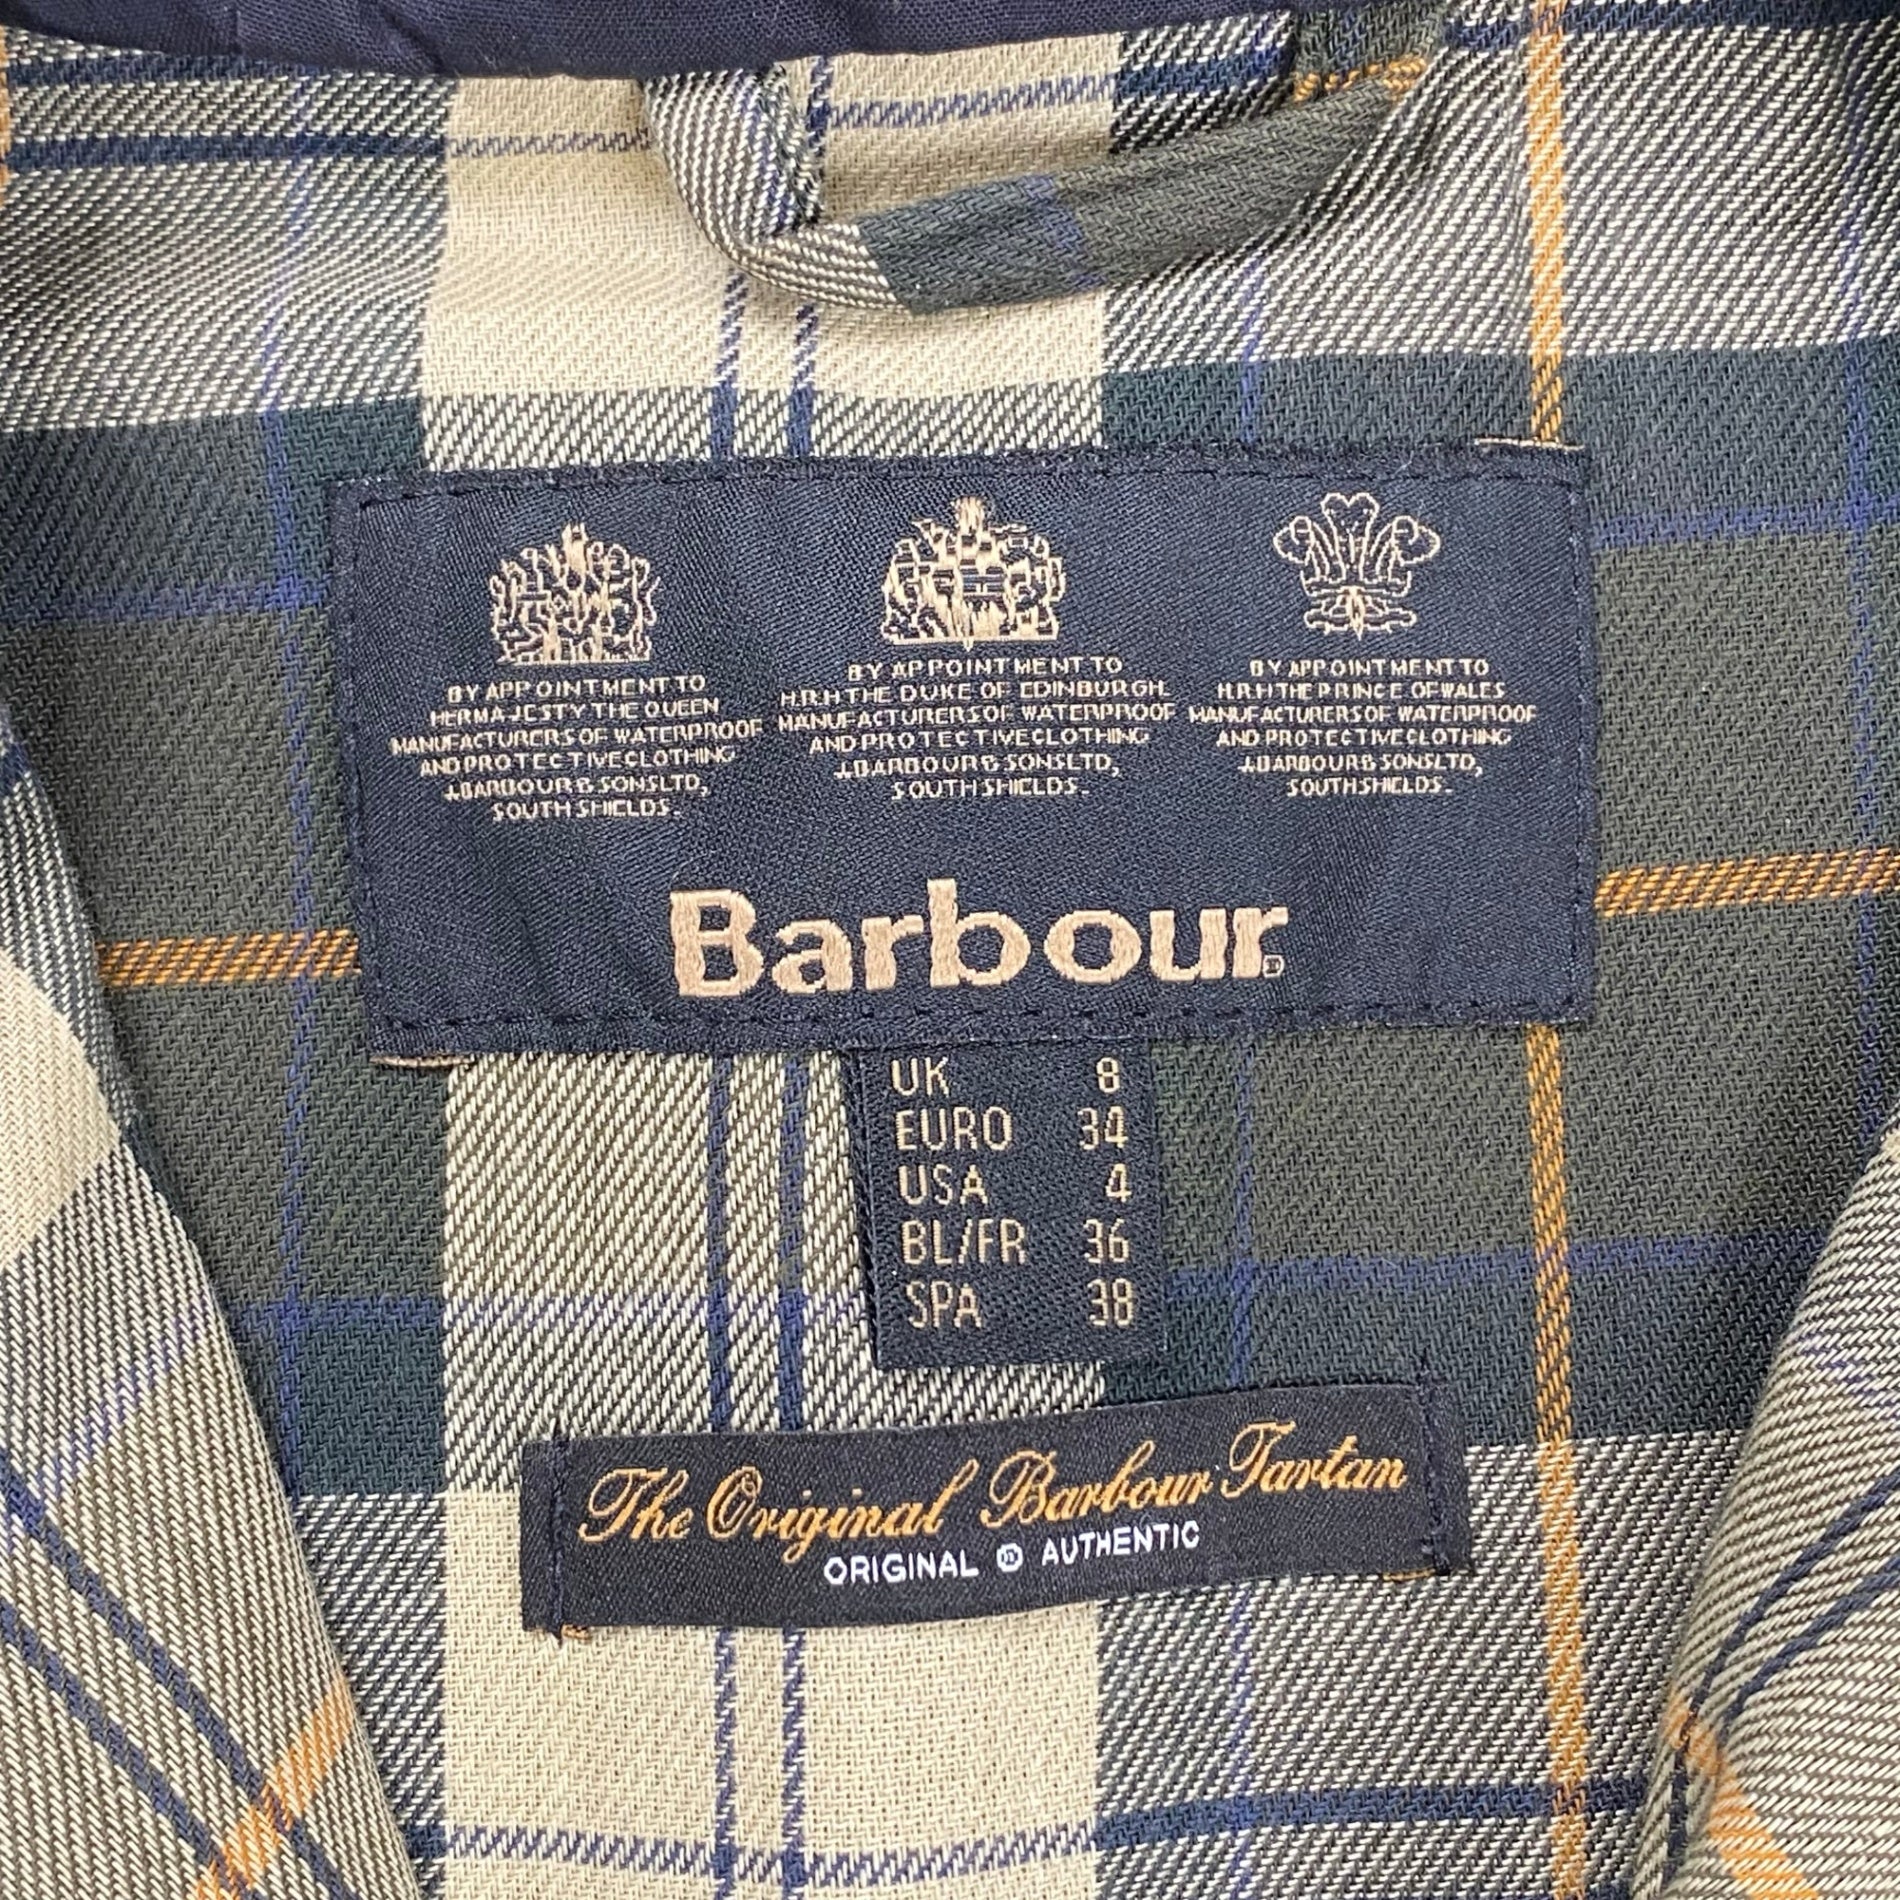 BY APPOINTMENT TO
HER MAJESTY THE QUEEN
MANUFACTURERS OF WATERPROOF
AND PROTECTIVE CLOTHING
J.BARBOUR & SONS LTD,
SOUTH SHIELDS.
BY APPOINTMENT TO
H.R.H THE DUKE OF EDINBURGH.
MANUFACTURERS OF WATERPROOF
AND PROTECTIVE CLOTHING
J.BARBOUR & SONS LTD,
SOUTH SHIELDS.
BY APPOINTMENT TO
H.R.H THE PRINCE OF WALES
MANUFACTURERS OF WATERPROOF
AND PROTECTIVE CLOTHING
J.BARBOUR & SONS LTD,
SOUTH SHIELDS.
Barbour®
UK 8
EURO 34
USA 4
BL/FR 36
SPA 38
The Original Barbour Tartan
ORIGINAL ® AUTHENTIC